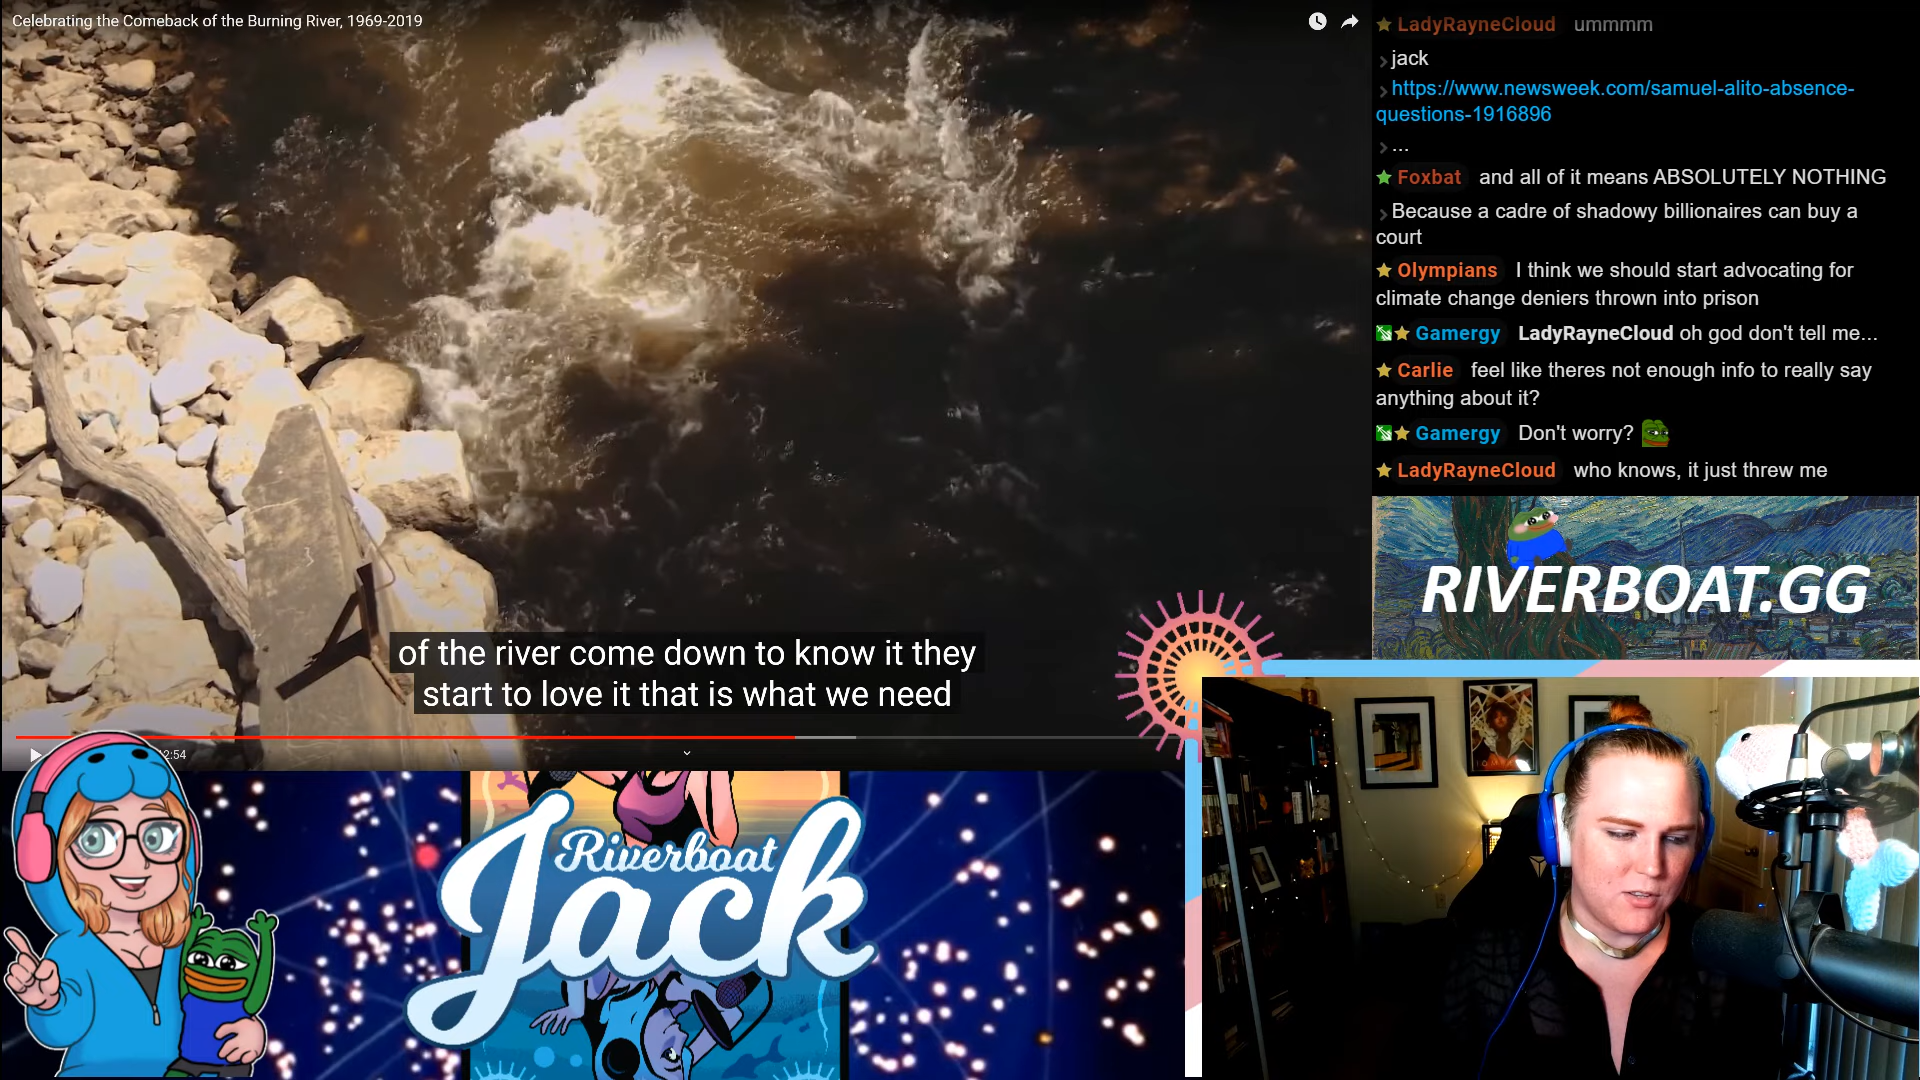 Celebrating the Comeback of the Burning River, 1969-2019
of the river come down to know it they
start to love it that is what we need
2:54
LadyRayneCloud ummmm
jack
https://www.newsweek.com/samuel-alito-absence-
questions-1916896
...
Foxbat and all of it means ABSOLUTELY NOTHING
Because a cadre of shadowy billionaires can buy a
court
Olympians I think we should start advocating for
climate change deniers thrown into prison
Gamergy LadyRayneCloud oh god don't tell me...
Carlie feel like theres not enough info to really say
anything about it?
Gamergy Don't worry?
LadyRayneCloud who knows, it just threw me
RIVERBOAT.GG
Riverboat
Jack